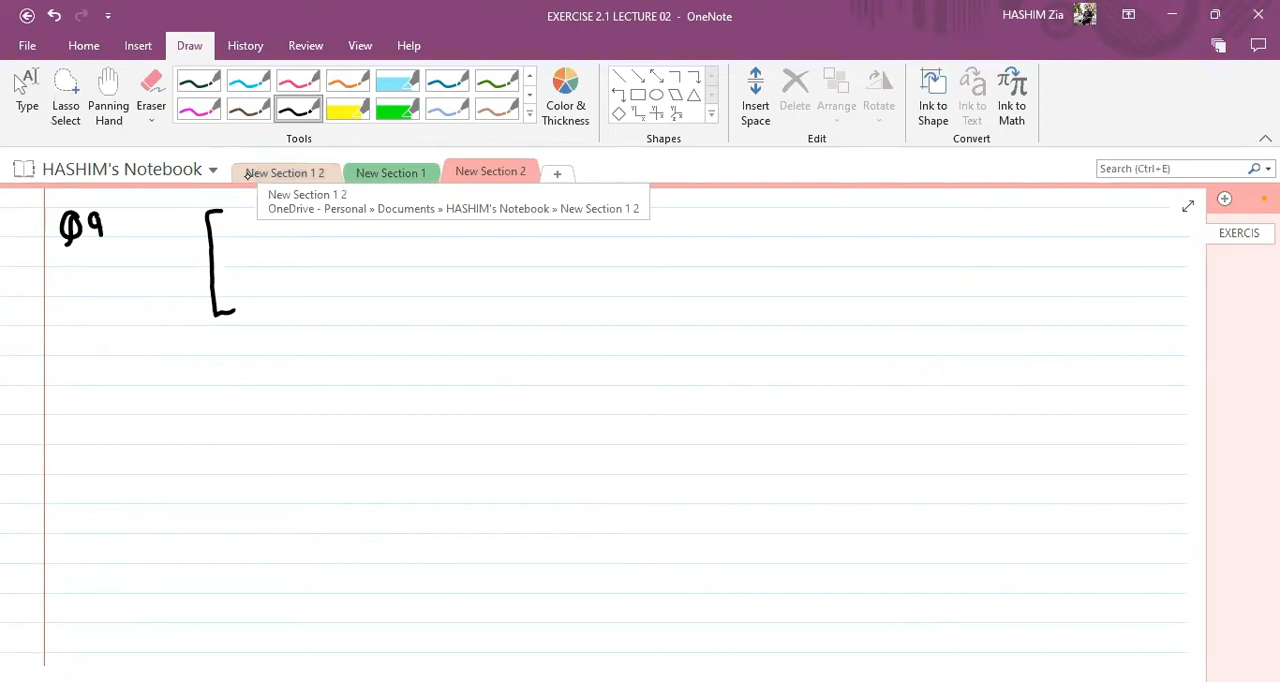 EXERCISE 2.1 LECTURE 02 - OneNote
HASHIM Zia
File Home Insert Draw History Review View Help
Type
Lasso Select
Panning Hand
Eraser
Color & Thickness
Insert Space
Delete
Arrange
Rotate
Ink to Shape
Ink to Text
Ink to Math
Tools
Shapes
Edit
Convert
HASHIM's Notebook
New Section 1 2
New Section 1
New Section 2
+
Search (Ctrl+E)
New Section 1 2
OneDrive - Personal » Documents » HASHIM's Notebook » New Section 1 2
EXERCIS
Q9 [